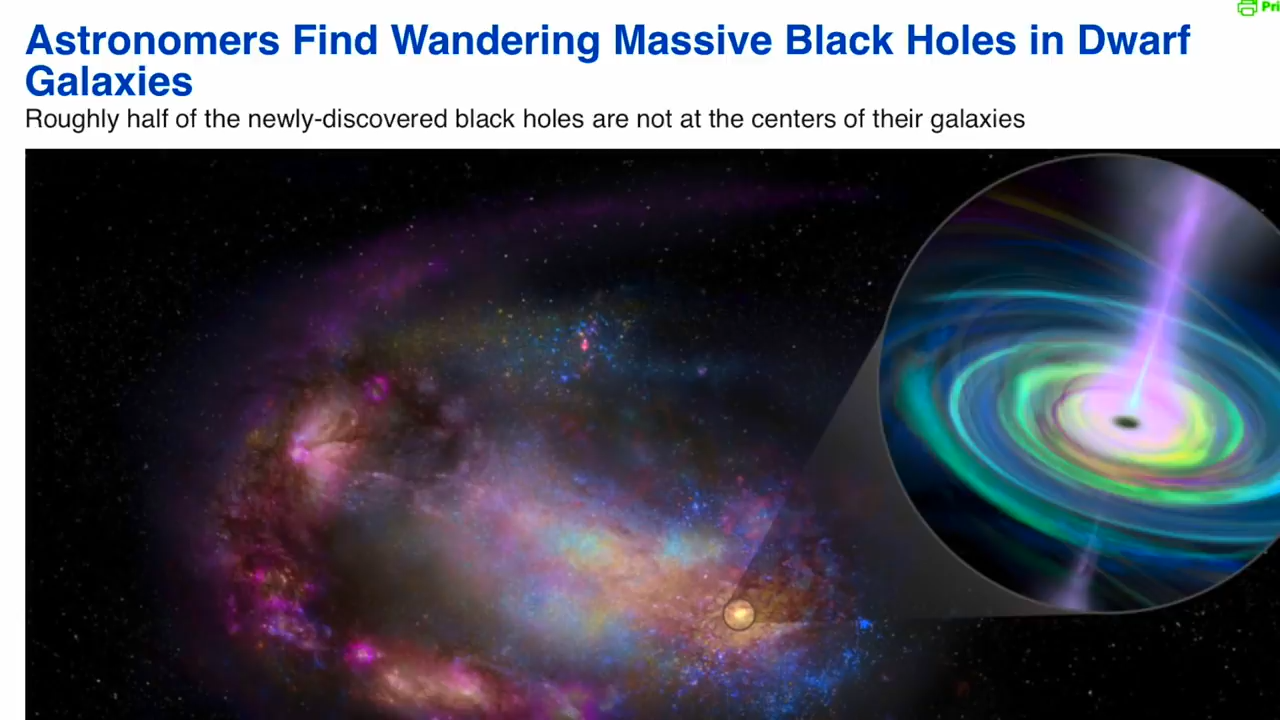 Pri
Astronomers Find Wandering Massive Black Holes in Dwarf
Galaxies
Roughly half of the newly-discovered black holes are not at the centers of their galaxies